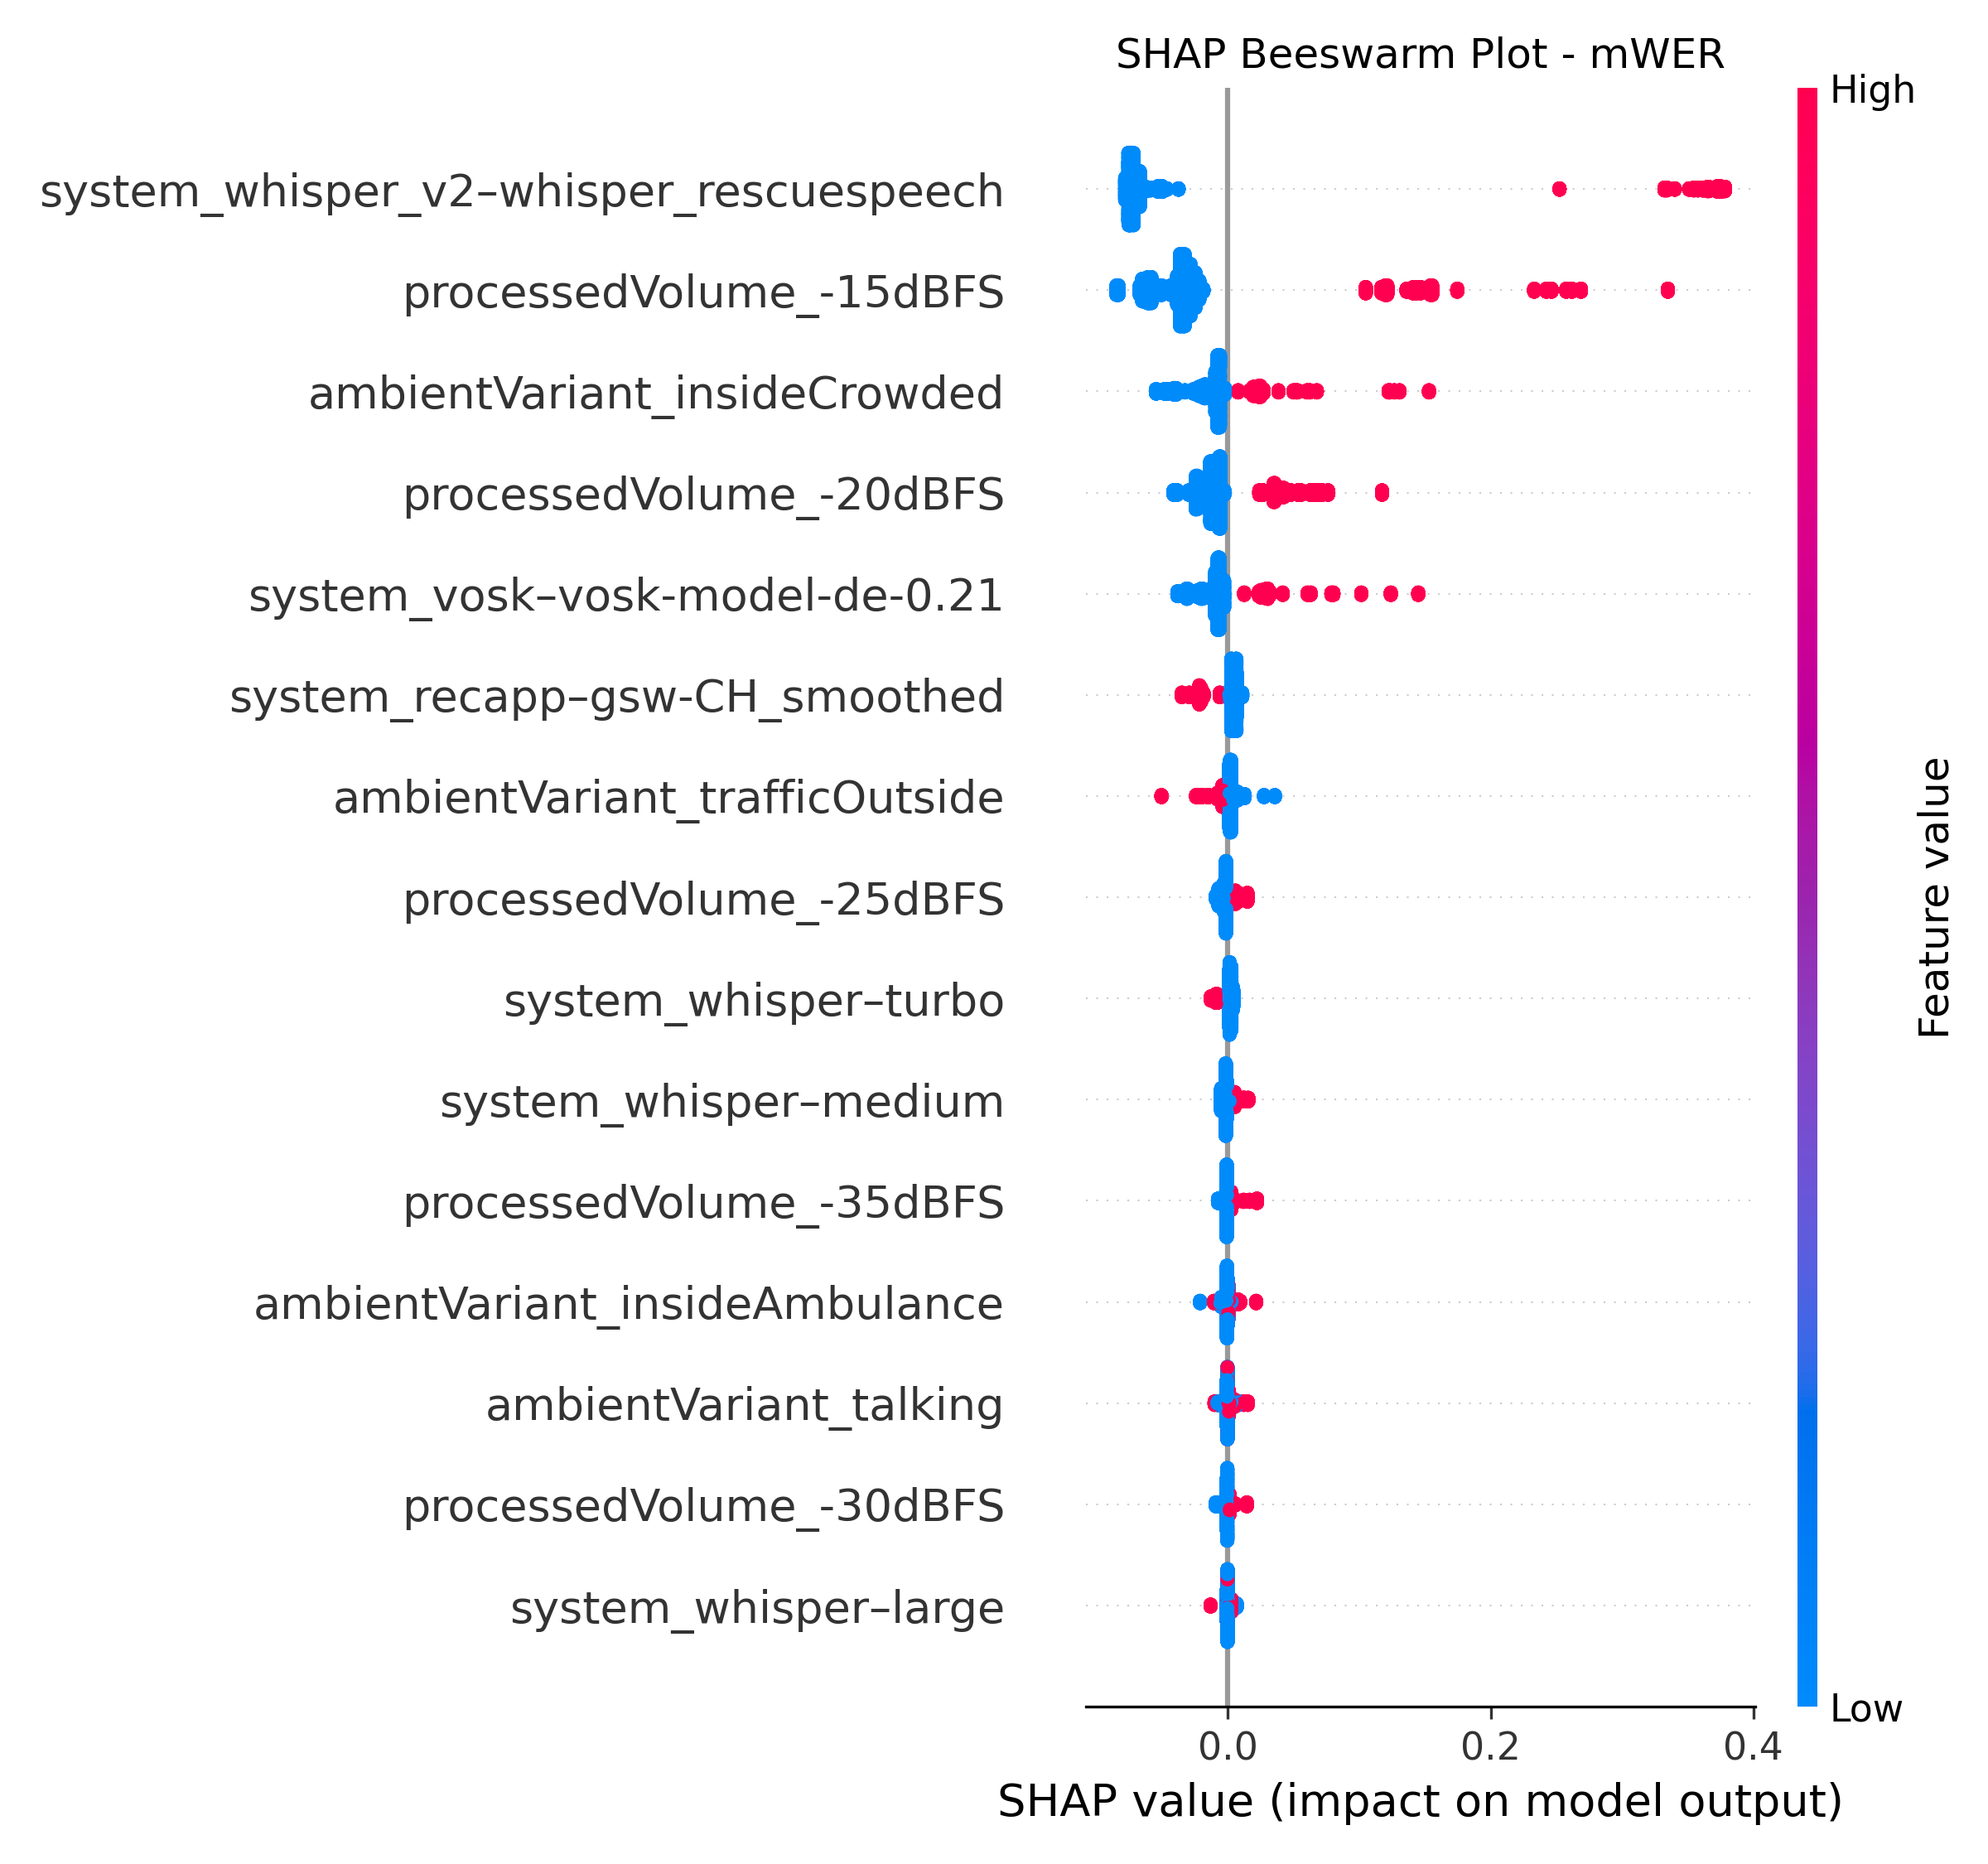 SHAP Beeswarm Plot - mWER
High
system_whisper_v2–whisper_rescuespeech
processedVolume_-15dBFS
ambientVariant_insideCrowded
processedVolume_-20dBFS
system_vosk–vosk-model-de-0.21
system_recapp–gsw-CH_smoothed
ambientVariant_trafficOutside
processedVolume_-25dBFS
system_whisper–turbo
system_whisper–medium
processedVolume_-35dBFS
ambientVariant_insideAmbulance
ambientVariant_talking
processedVolume_-30dBFS
system_whisper–large
Feature value
Low
0.0 0.2 0.4
SHAP value (impact on model output)